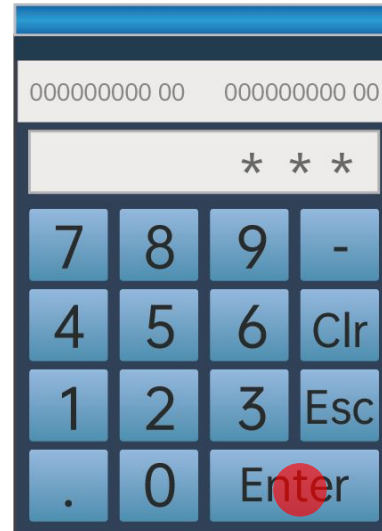 000000000 00 000000000 00
* * *
7 8 9 -
4 5 6 Clr
1 2 3 Esc
. 0 Enter